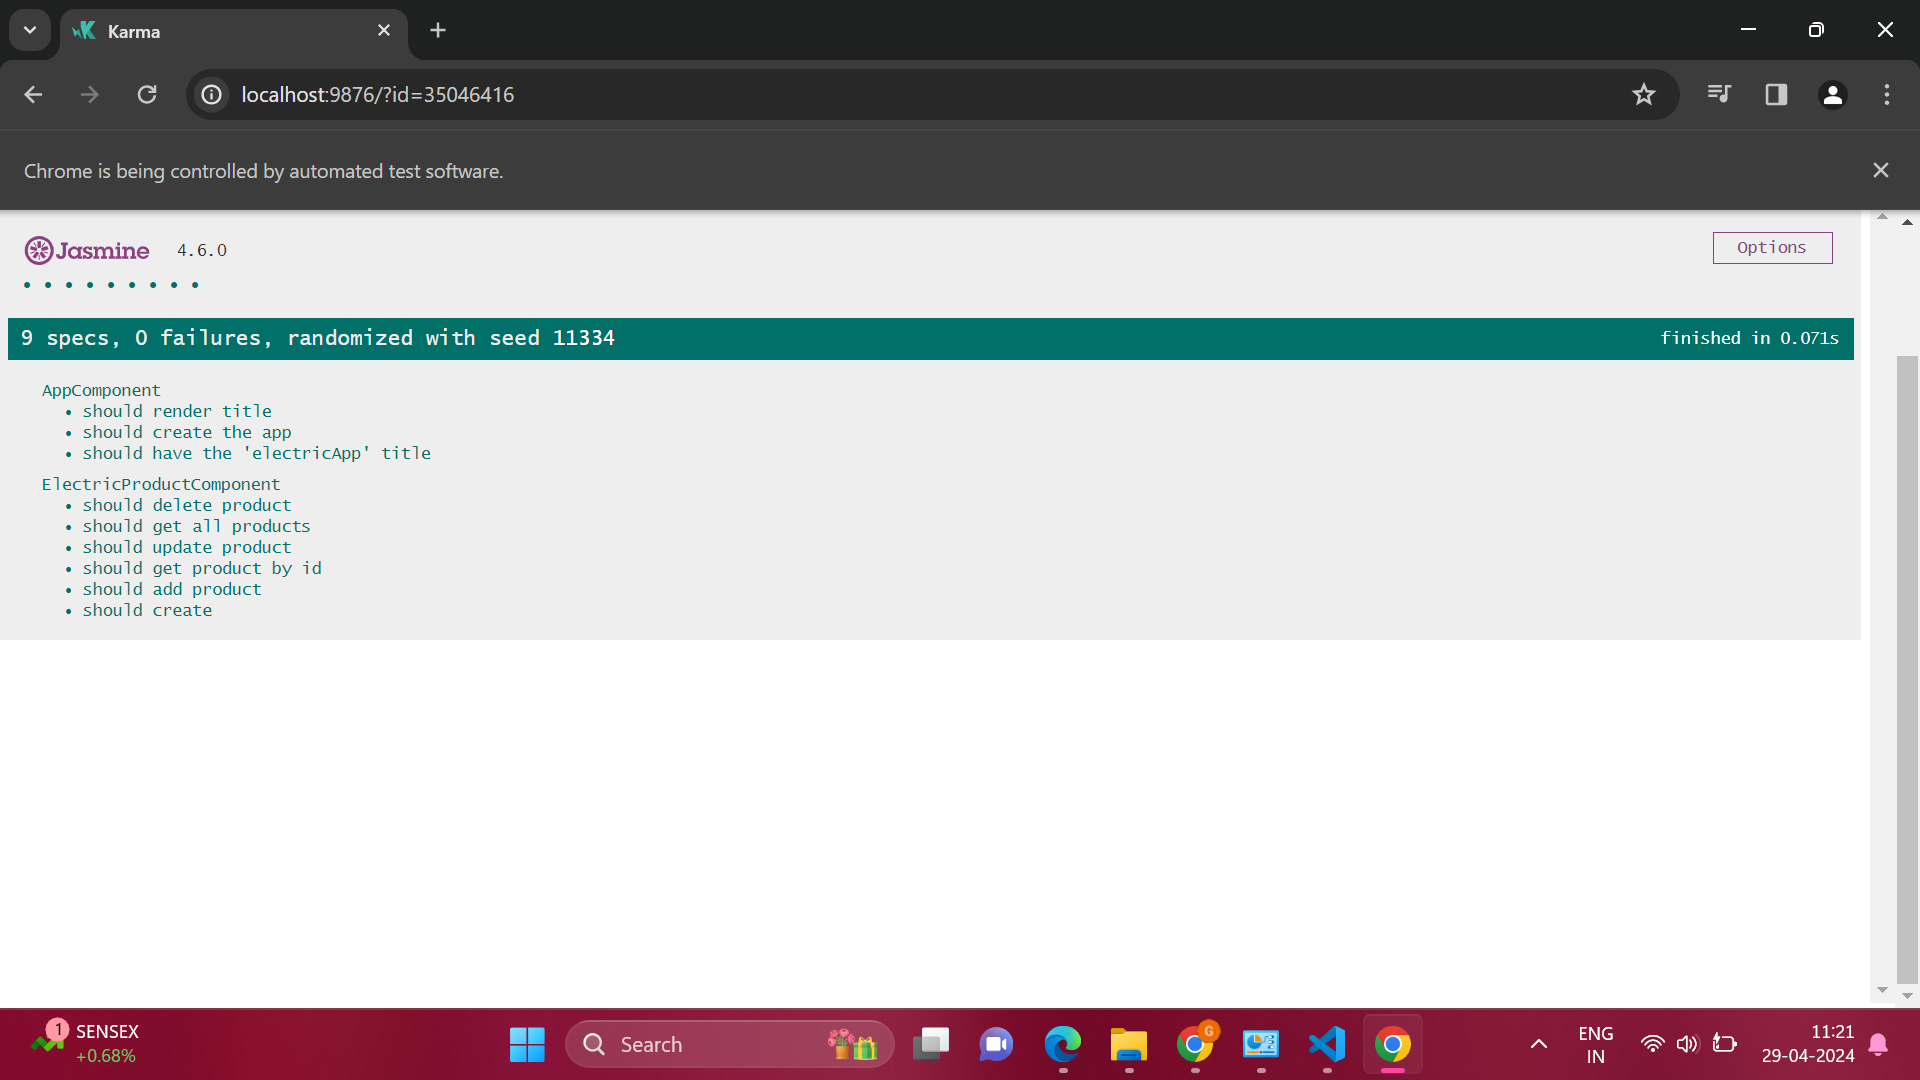 Karma
localhost:9876/?id=35046416
Chrome is being controlled by automated test software.
Jasmine 4.6.0
Options
9 specs, 0 failures, randomized with seed 11334
finished in 0.071s
AppComponent
• should render title
• should create the app
• should have the 'electricApp' title
ElectricProductComponent
• should delete product
• should get all products
• should update product
• should get product by id
• should add product
• should create
1
SENSEX
+0.68%
Search
G
ENG
IN
11:21
29-04-2024